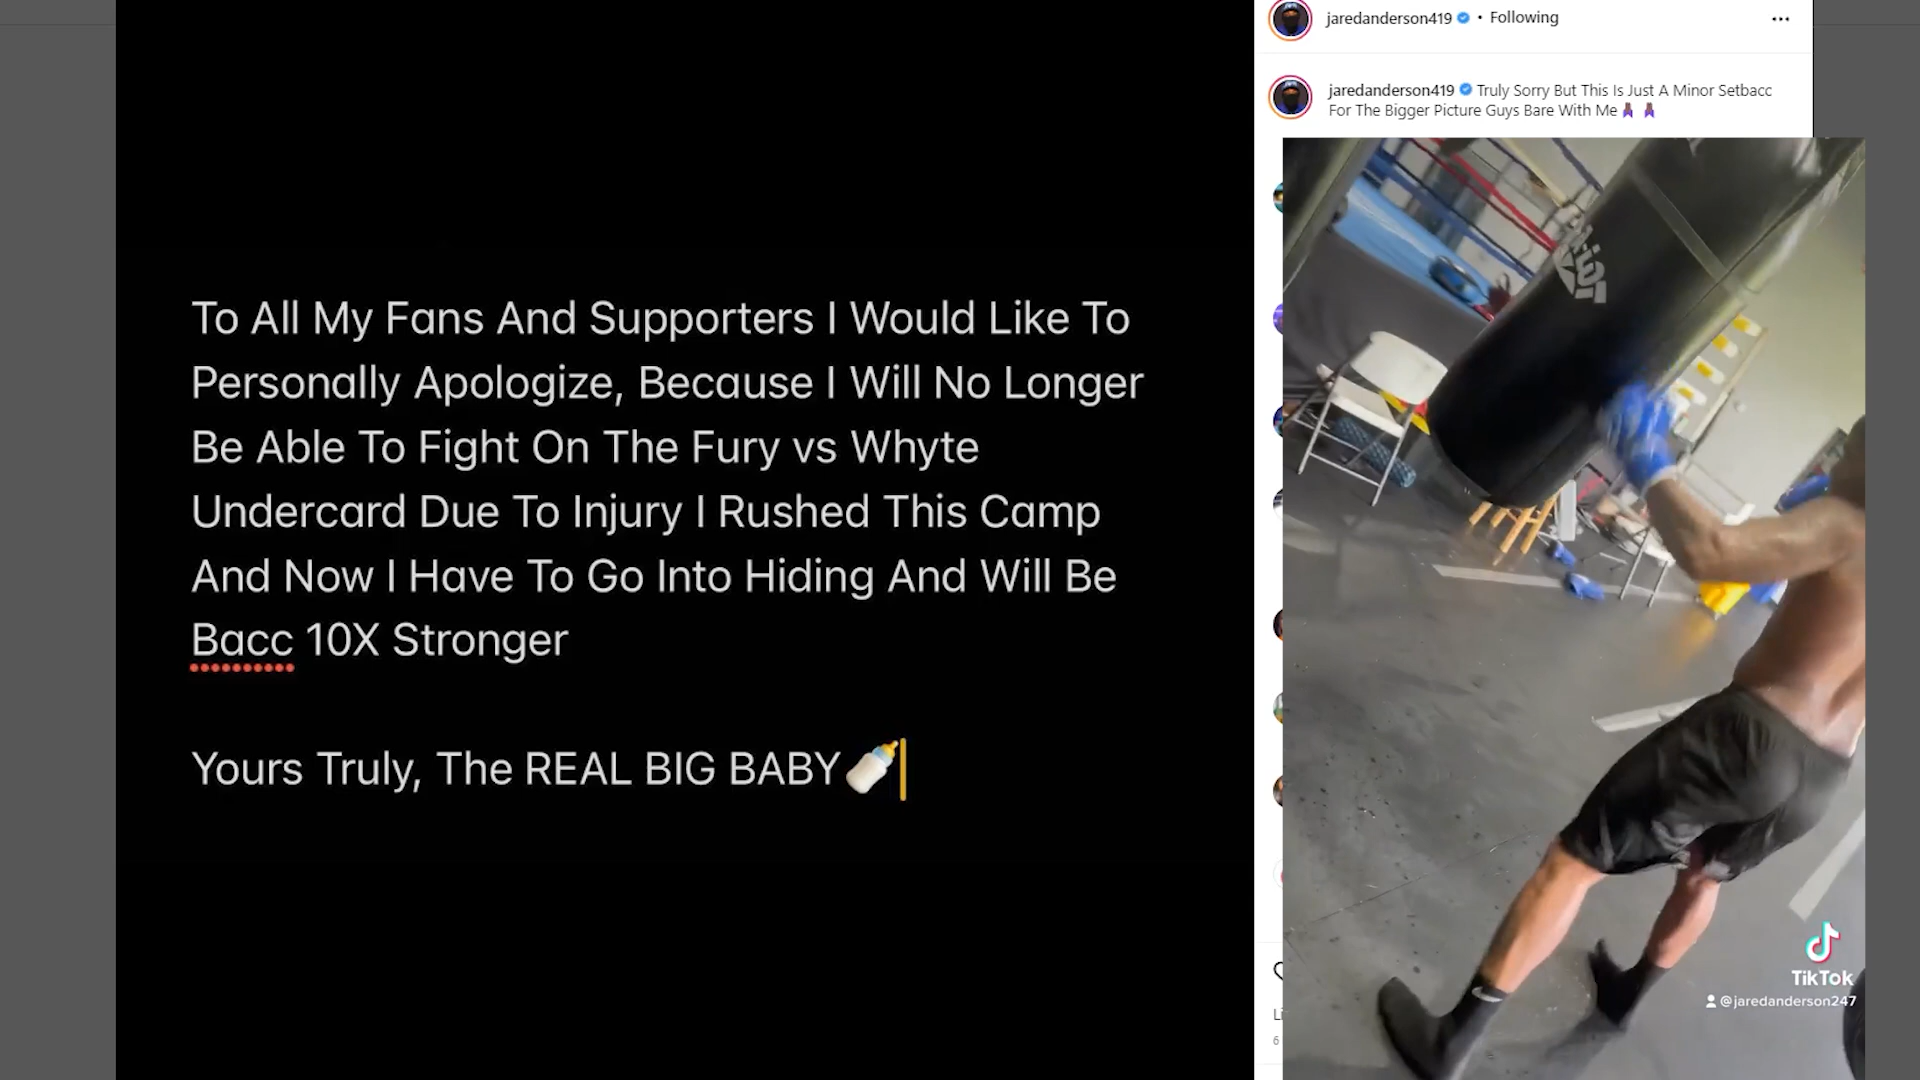 To All My Fans And Supporters I Would Like To
Personally Apologize, Because I Will No Longer
Be Able To Fight On The Fury vs Whyte
Undercard Due To Injury I Rushed This Camp
And Now I Have To Go Into Hiding And Will Be
Bacc 10X Stronger
Yours Truly, The REAL BIG BABY🍼
jaredanderson419 • Following
jaredanderson419 Truly Sorry But This Is Just A Minor Setbacc
For The Bigger Picture Guys Bare With Me
TikTok
@jaredanderson247